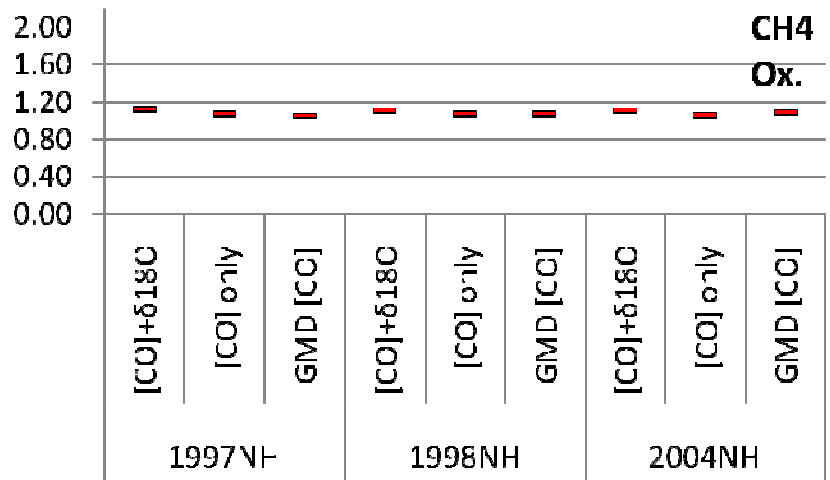 2.00
CH4
1.60
Ox.
1.20
0.80
0.40
0.00
[CO]+δ18O
[CO] only
GMD [CO]
[CO]+δ18O
[CO] only
GMD [CO]
[CO]+δ18O
[CO] only
GMD [CO]
1997NH
1998NH
2004NH